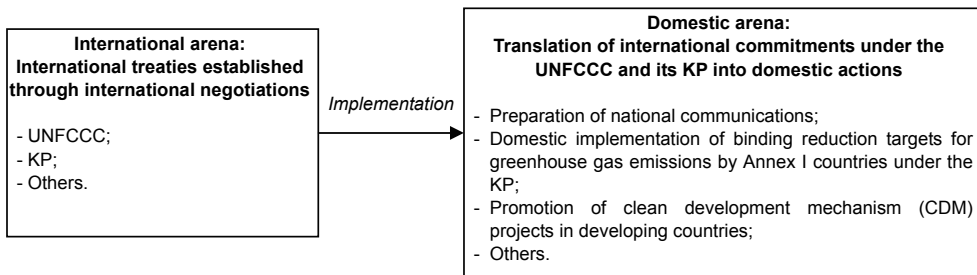 International arena:
International treaties established
through international negotiations
- UNFCCC;
- KP;
- Others.
Implementation
Domestic arena:
Translation of international commitments under the
UNFCCC and its KP into domestic actions
- Preparation of national communications;
- Domestic implementation of binding reduction targets for
greenhouse gas emissions by Annex I countries under the
KP;
- Promotion of clean development mechanism (CDM)
projects in developing countries;
- Others.